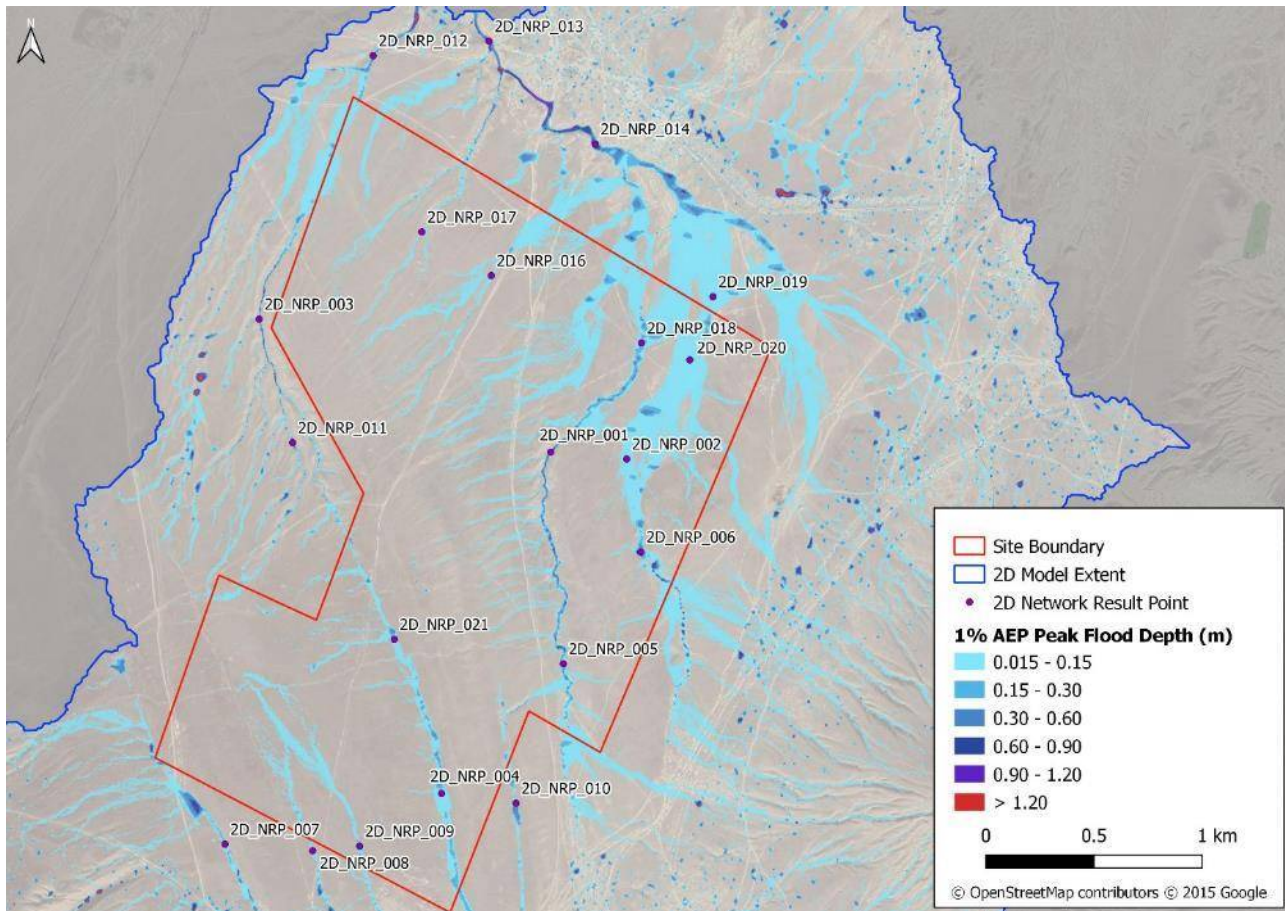 N
2D_NRP_013
2D_NRP_012
2D_NRP_014
2D_NRP_017
2D_NRP_016
2D_NRP_019
2D_NRP_003
2D_NRP_018
2D_NRP_020
2D_NRP_011
2D_NRP_001
2D_NRP_002
2D_NRP_006
2D_NRP_021
2D_NRP_005
2D_NRP_004
2D_NRP_010
2D_NRP_007
2D_NRP_009
2D_NRP_008
Site Boundary
2D Model Extent
2D Network Result Point
1% AEP Peak Flood Depth (m)
0.015 - 0.15
0.15 - 0.30
0.30 - 0.60
0.60 - 0.90
0.90 - 1.20
> 1.20
0 0.5 1 km
© OpenStreetMap contributors © 2015 Google